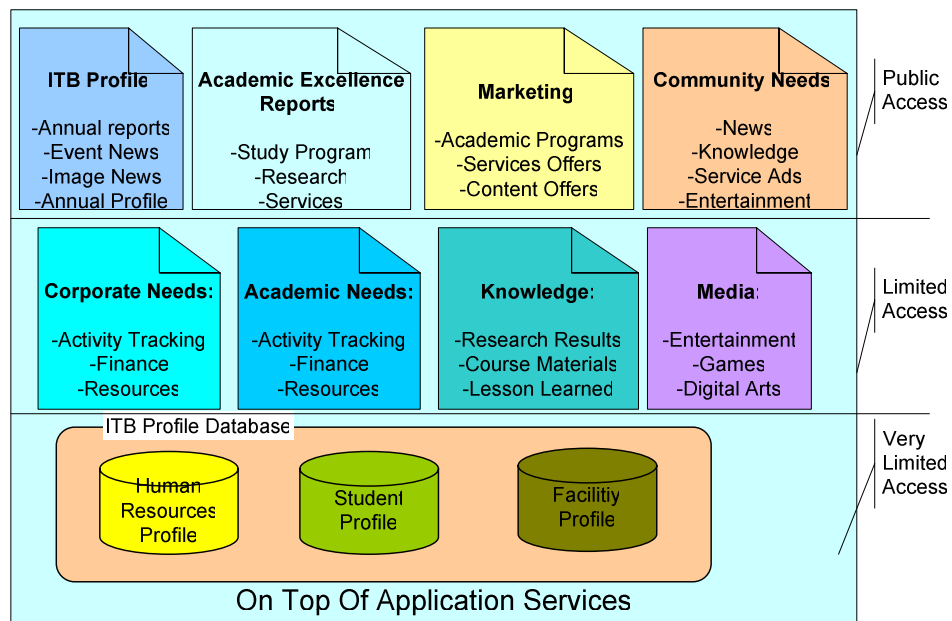 ITB Profile
-Annual reports
-Event News
-Image News
-Annual Profile
Academic Excellence
Reports
-Study Program
-Research
-Services
Marketing
-Academic Programs
-Services Offers
-Content Offers
Community Needs
-News
-Knowledge
-Service Ads
-Entertainment
Public
Access
Corporate Needs:
-Activity Tracking
-Finance
-Resources
Academic Needs:
-Activity Tracking
-Finance
-Resources
Knowledge:
-Research Results
-Course Materials
-Lesson Learned
Media:
-Entertainment
-Games
-Digital Arts
Limited
Access
ITB Profile Database
Human
Resources
Profile
Student
Profile
Facilitiy
Profile
Very
Limited
Access
On Top Of Application Services